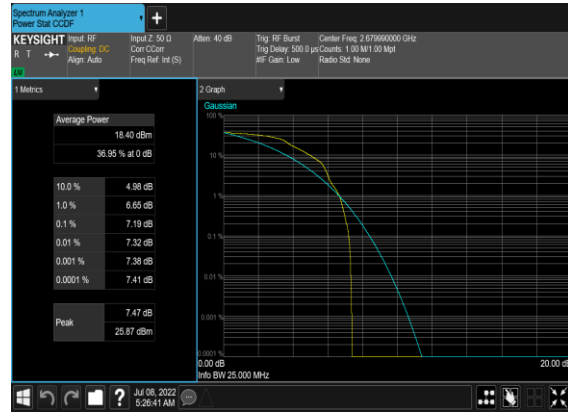 Spectrum Analyzer 1
Power Stat CCDF
KEYSIGHT
R T
LXI
Input: RF
Coupling: DC
Align: Auto
Input Z: 50 Ω
Corr CCorr
Freq Ref: Int (S)
Atten: 40 dB
Trig: RF Burst
Trig Delay: 500.0 µs
#IF Gain: Low
Center Freq: 2.679990000 GHz
Counts: 1.00 M/1.00 Mpt
Radio Std: None
1 Metrics
Average Power
18.40 dBm
36.95 % at 0 dB
10.0 % 4.98 dB
1.0 % 6.65 dB
0.1 % 7.19 dB
0.01 % 7.32 dB
0.001 % 7.38 dB
0.0001 % 7.41 dB
Peak
7.47 dB
25.87 dBm
2 Graph
Gaussian
100 %
10 %
1 %
0.1 %
0.01 %
0.001 %
0.0001 %
0.00 dB
20.00 dB
Info BW 25.000 MHz
?
Jul 08, 2022
5:26:41 AM